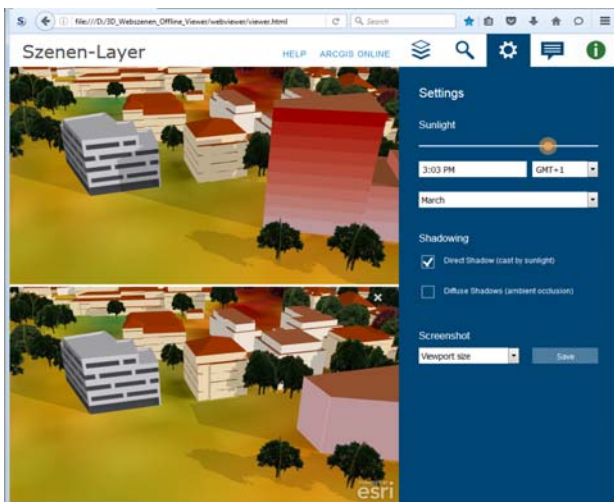 file:///D:/3D_Webszenen_Offline_Viewer/webviewer/viewer.html
Search
Szenen-Layer
HELP
ARCGIS ONLINE
Settings
Sunlight
3:03 PM
GMT+1
March
Shadowing
Direct Shadow (cast by sunlight)
Diffuse Shadows (ambient occlusion)
Screenshot
Viewport size
Save
esri